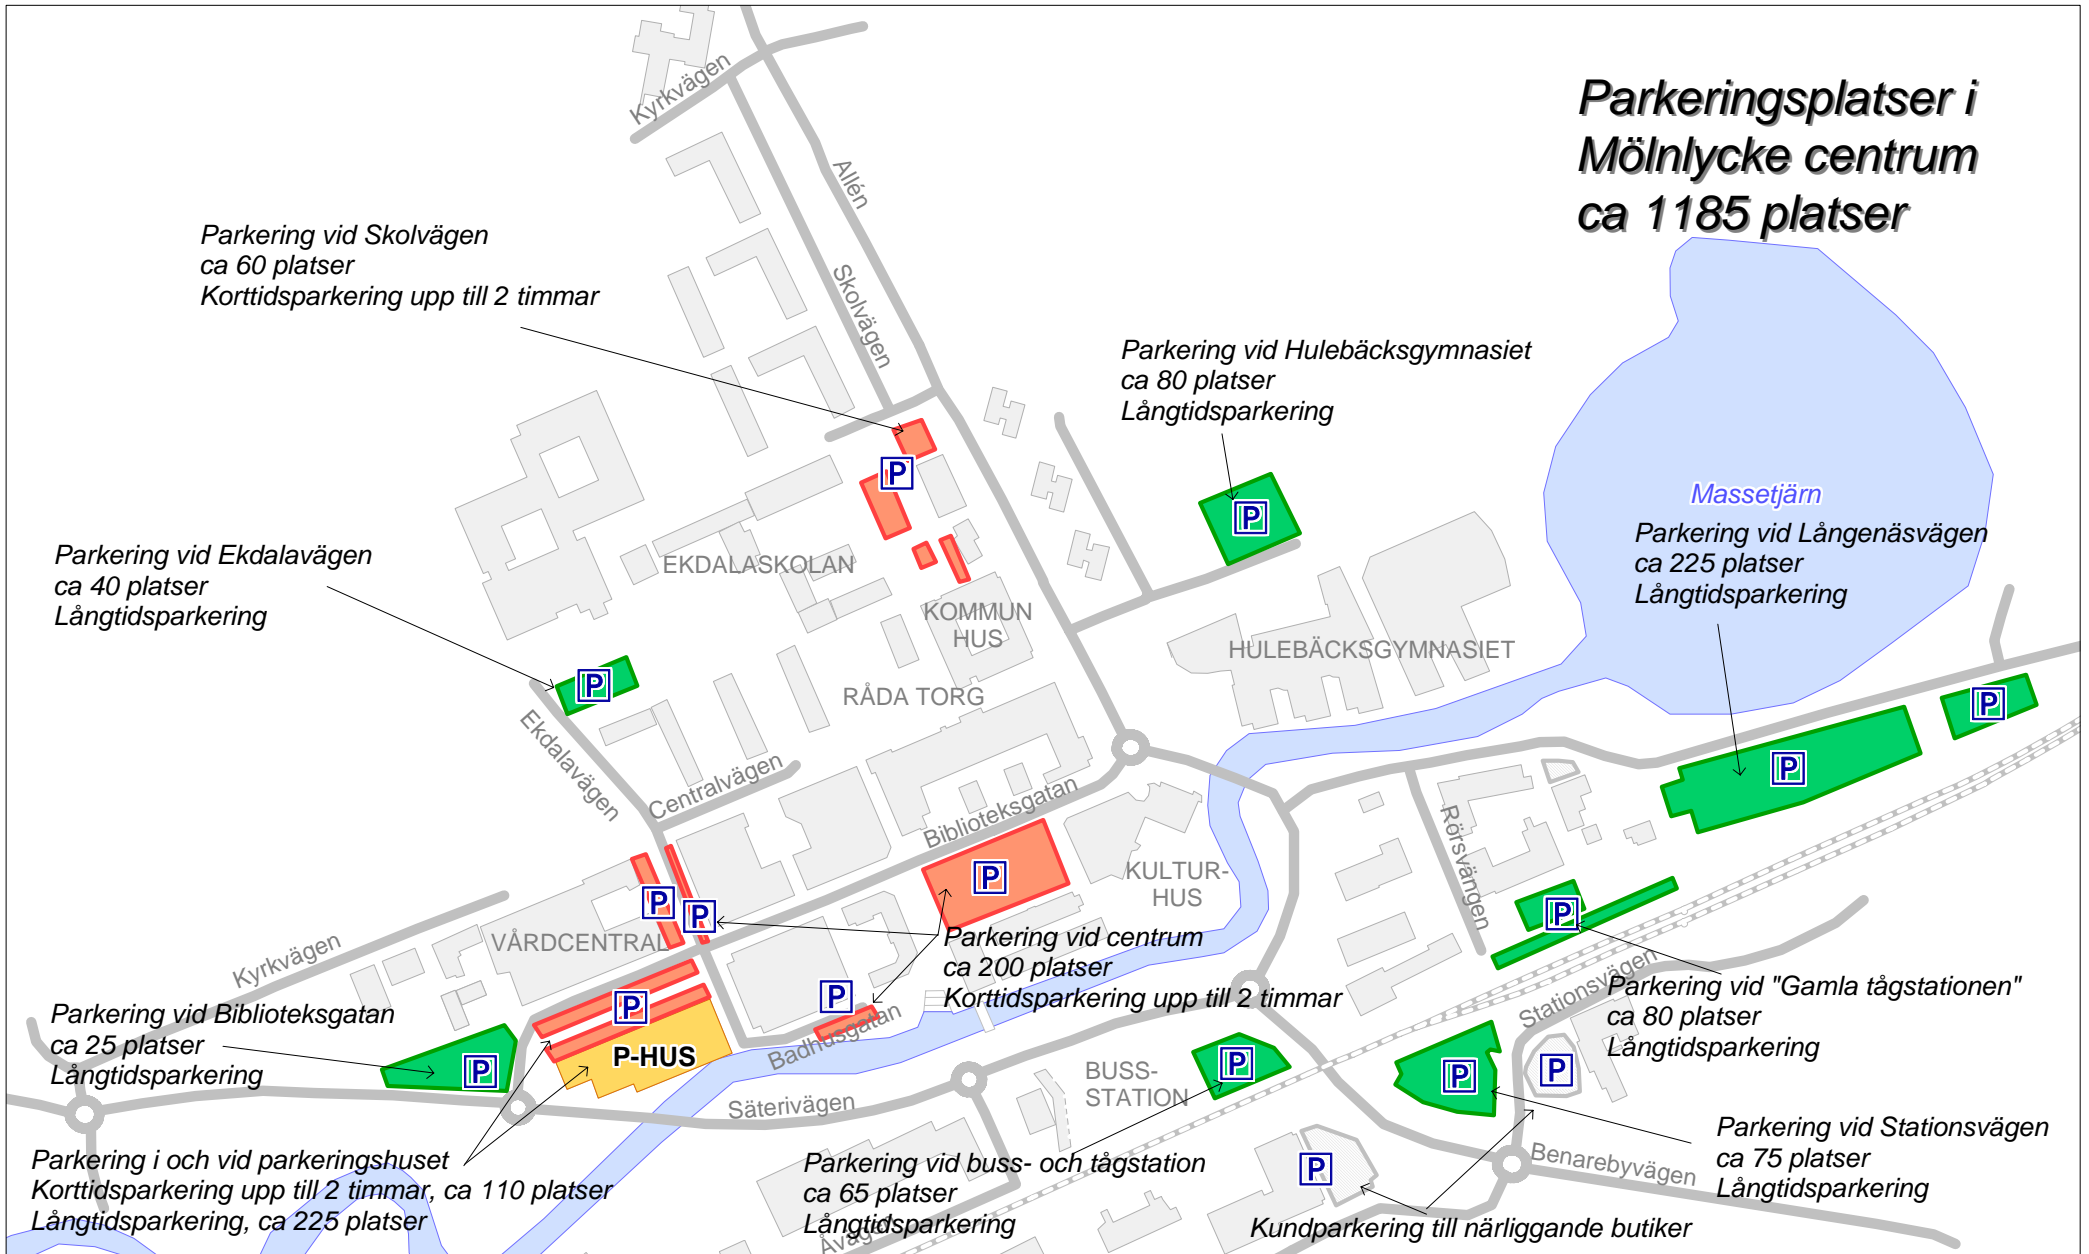 Parkeringsplatser i
Mölnlycke centrum
ca 1185 platser
Kyrkvägen
Allén
Skolvägen
Parkering vid Skolvägen
ca 60 platser
Korttidsparkering upp till 2 timmar
P
Parkering vid Hulebäcksgymnasiet
ca 80 platser
Långtidsparkering
P
Massetjärn
Parkering vid Långenäsvägen
ca 225 platser
Långtidsparkering
P
P
Parkering vid Ekdalavägen
ca 40 platser
Långtidsparkering
P
EKDALASKOLAN
KOMMUN
HUS
HULEBÄCKSGYMNASIET
RÅDA TORG
Ekdalavägen
Centralvägen
Biblioteksgatan
P
KULTUR-
HUS
Rörsvängen
P
P
VÅRDCENTRAL
Kyrkvägen
Parkering vid centrum
ca 200 platser
Korttidsparkering upp till 2 timmar
P
P
Stationsvägen
Parkering vid "Gamla tågstationen"
ca 80 platser
Långtidsparkering
Parkering vid Biblioteksgatan
ca 25 platser
Långtidsparkering
P
P
P-HUS
Badhusgatan
Säterivägen
BUSS-
STATION
P
P
P
Parkering vid Stationsvägen
ca 75 platser
Långtidsparkering
Benarebyvägen
Parkering i och vid parkeringshuset
Korttidsparkering upp till 2 timmar, ca 110 platser
Långtidsparkering, ca 225 platser
Parkering vid buss- och tågstation
ca 65 platser
Långtidsparkering
Åvägen
P
Kundparkering till närliggande butiker